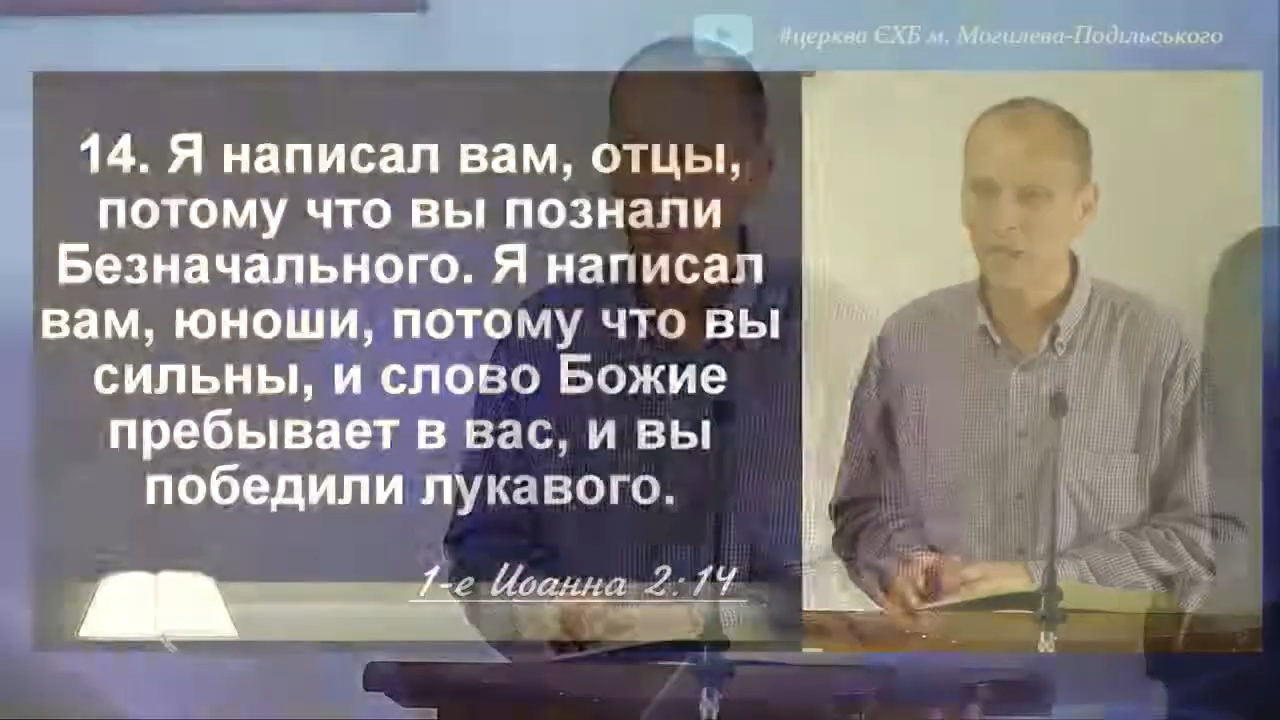 #церква ЄХБ м. Могилева-Подільського
14. Я написал вам, отцы,
потому что вы познали
Безначального. Я написал
вам, юноши, потому что вы
сильны, и слово Божие
пребывает в вас, и вы
победили лукавого.
1-е Иоанна 2:14